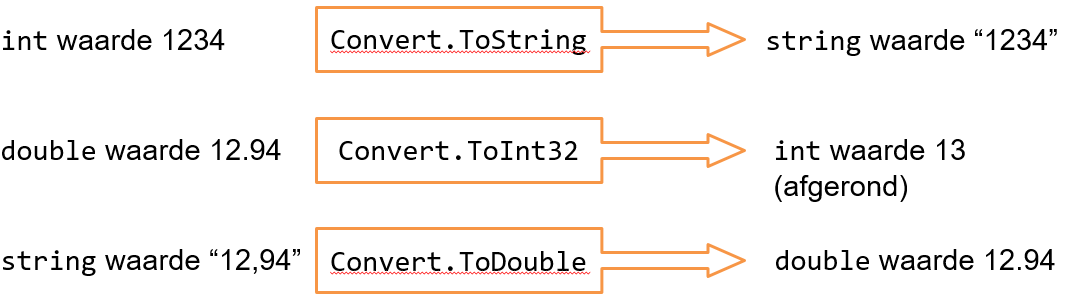 int waarde 1234 Convert.ToString string waarde “1234”
double waarde 12.94 Convert.ToInt32 int waarde 13
(afgerond)
string waarde “12,94” Convert.ToDouble double waarde 12.94